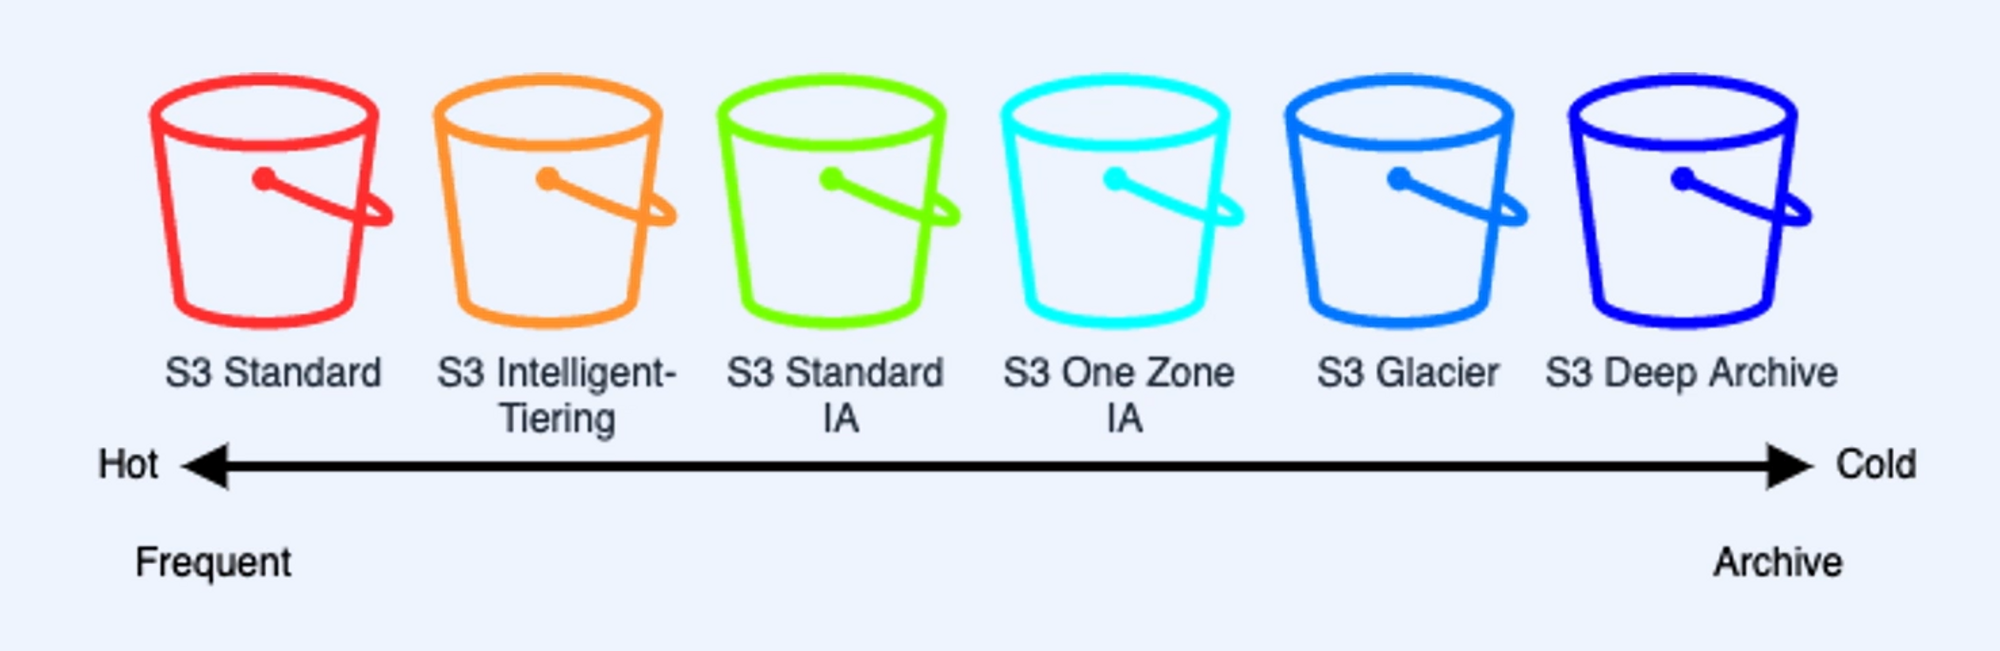 S3 Standard
S3 Intelligent-
Tiering
S3 Standard
IA
S3 One Zone
IA
S3 Glacier
S3 Deep Archive
Hot
Cold
Frequent
Archive